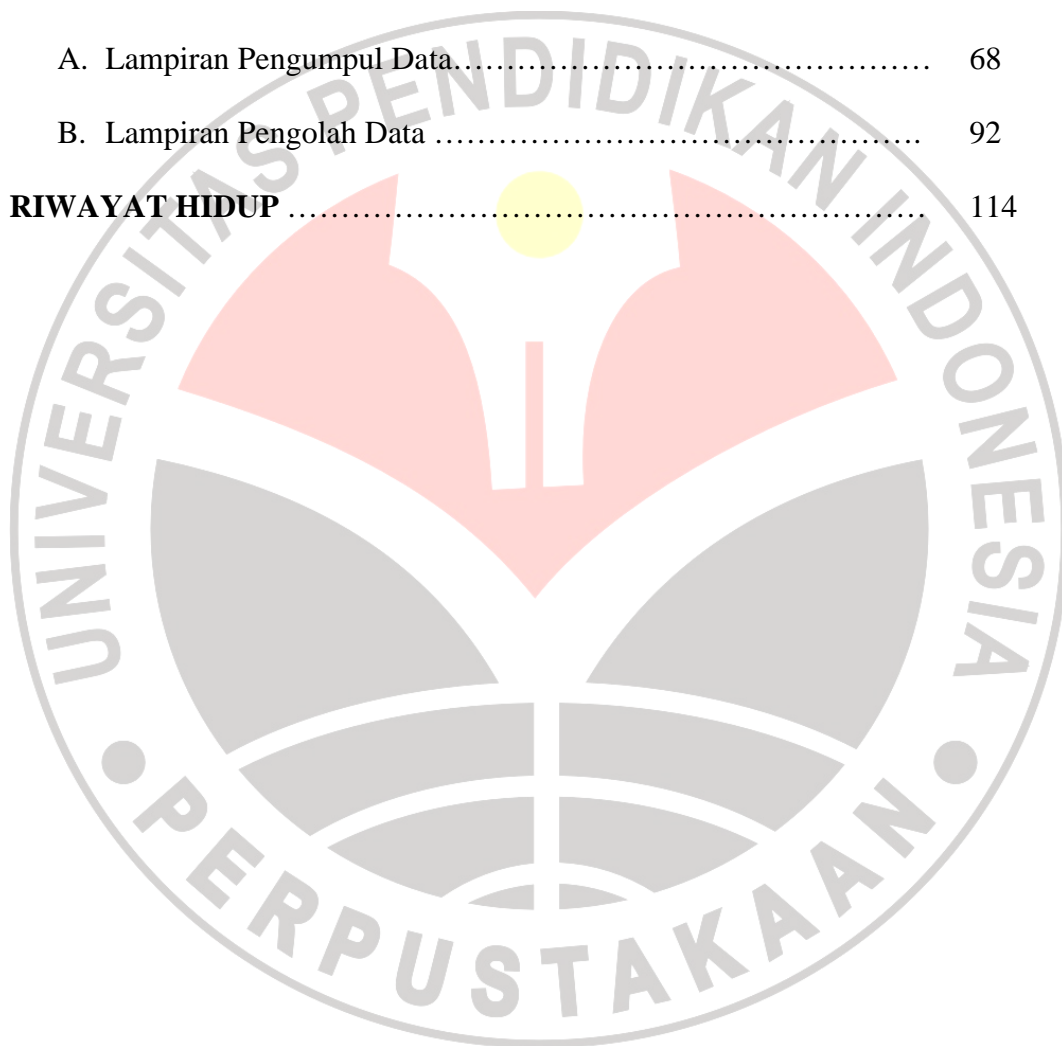 A. Lampiran Pengumpul Data………………………………………… 68
B. Lampiran Pengolah Data …………………………………………. 92
RIWAYAT HIDUP ………………………………………………………… 114
UNIVERSITAS PENDIDIKAN INDONESIA
PERPUSTAKAAN